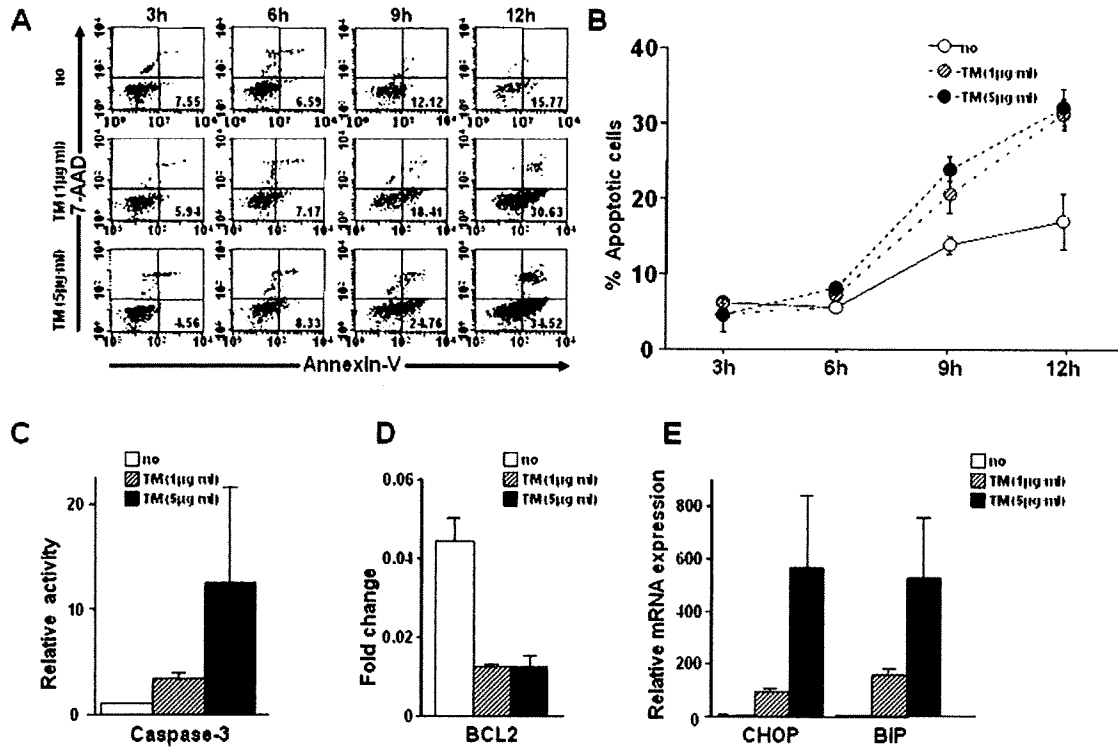 A
3h 6h 9h 12h
no
7.55 6.59 12.12 15.77
TM (1μg ml)
5.94 7.17 18.41 30.63
TM (5μg ml)
4.56 8.33 24.76 34.52
7-AAD
Annexin-V
B
no
TM(1μg ml)
TM(5μg ml)
40
30
20
10
0
% Apoptotic cells
3h 6h 9h 12h
C
no
TM(1μg ml)
TM(5μg ml)
20
10
0
Relative activity
Caspase-3
D
no
TM(1μg ml)
TM(5μg ml)
0.06
0.04
0.02
0
Fold change
BCL2
E
no
TM(1μg ml)
TM(5μg ml)
800
600
400
200
0
Relative mRNA expression
CHOP BIP